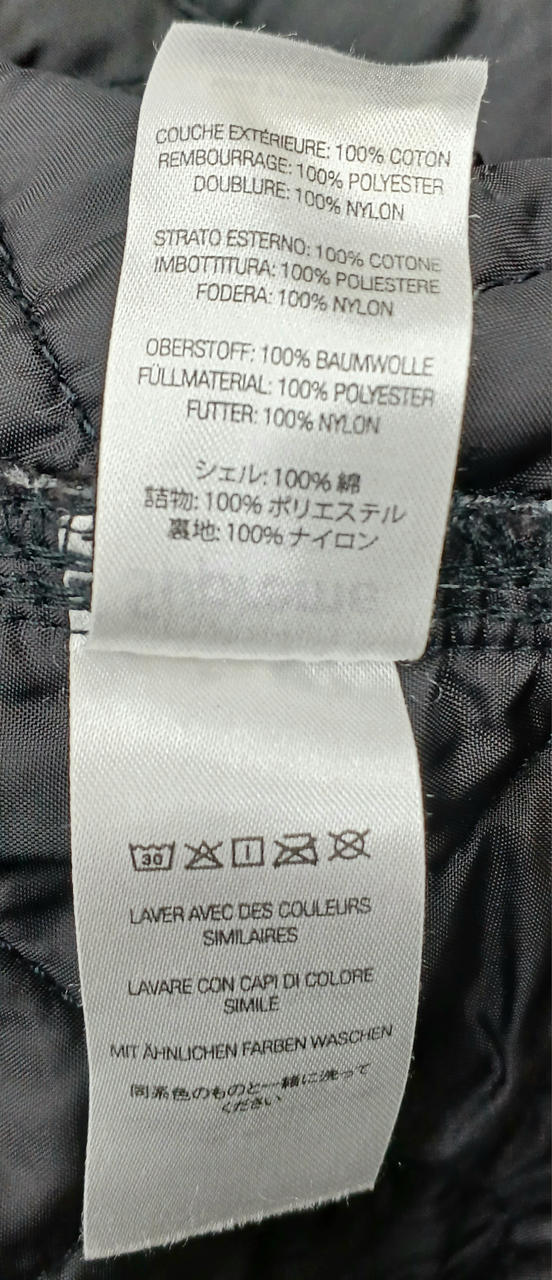 COUCHE EXTÉRIEURE: 100% COTON
REMBOURRAGE: 100% POLYESTER
DOUBLURE: 100% NYLON
STRATO ESTERNO: 100% COTONE
IMBOTTITURA: 100% POLIESTERE
FODERA: 100% NYLON
OBERSTOFF: 100% BAUMWOLLE
FÜLLMATERIAL: 100% POLYESTER
FUTTER: 100% NYLON
シェル: 100% 綿
詰物: 100% ポリエステル
裏地: 100% ナイロン
30
LAVER AVEC DES COULEURS
SIMILAIRES
LAVARE CON CAPI DI COLORE
SIMILE
MIT ÄHNLICHEN FARBEN WASCHEN
同系色のものと一緒に洗って
ください